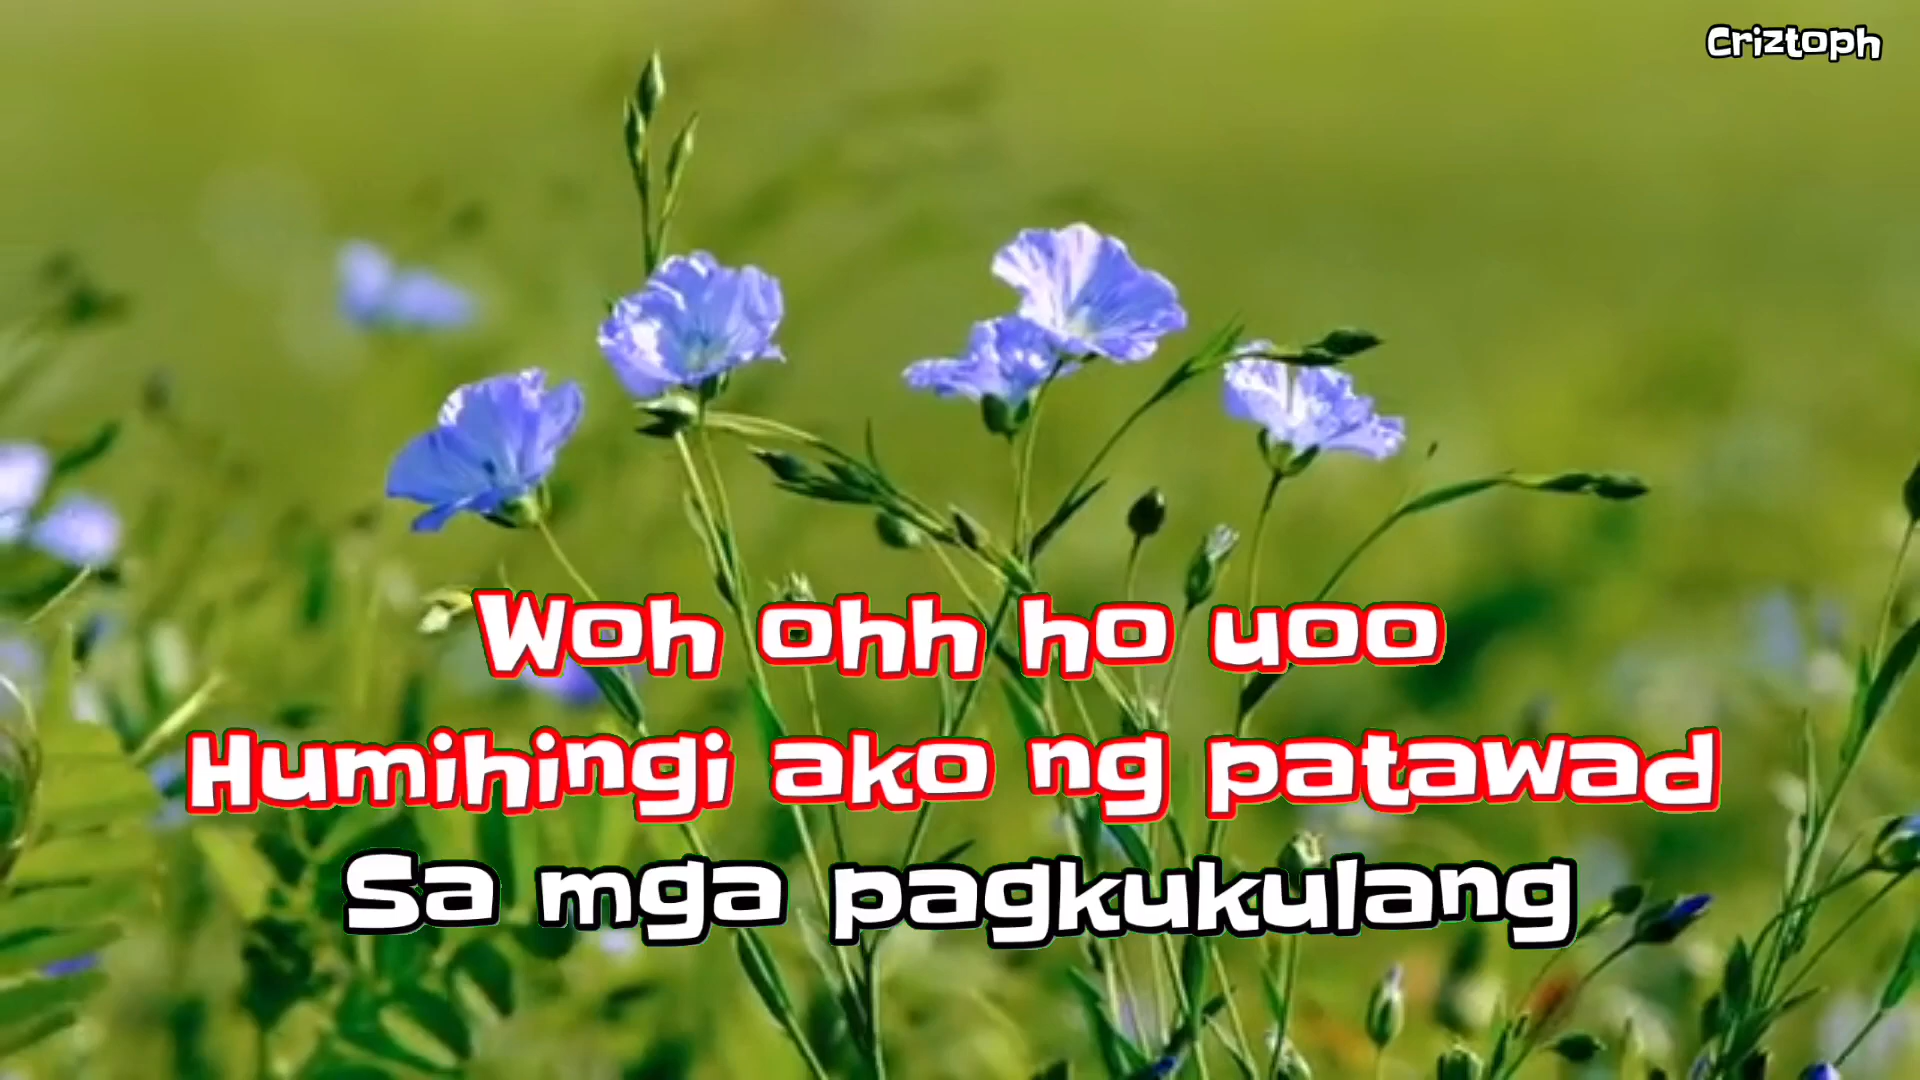 Criztoph
Woh ohh ho uoo
Humihingi ako ng patawad
Sa mga pagkukulang